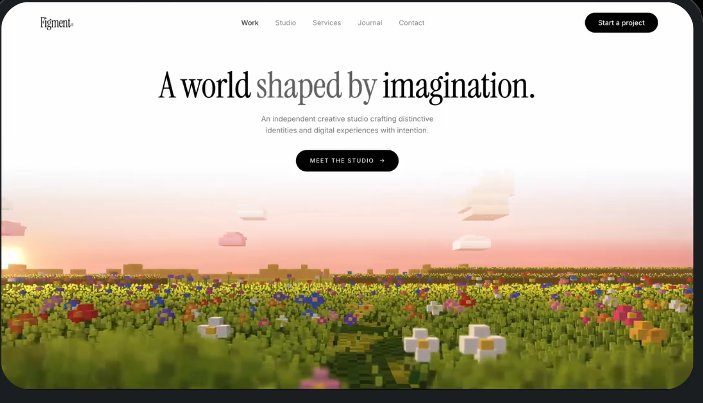 Figment®
Work Studio Services Journal Contact
Start a project
A world shaped by imagination.
An independent creative studio crafting distinctive
identities and digital experiences with intention.
MEET THE STUDIO →